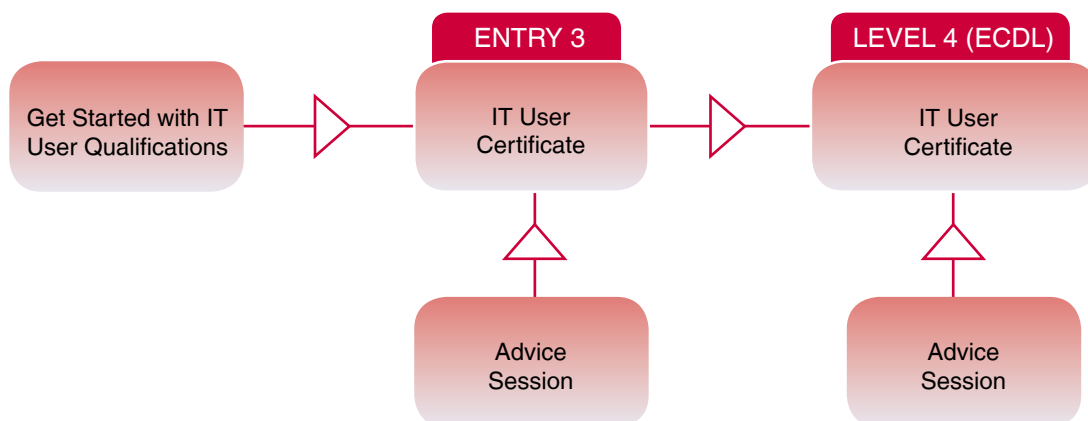 ENTRY 3
LEVEL 4 (ECDL)
Get Started with IT
User Qualifications
IT User
Certificate
IT User
Certificate
Advice
Session
Advice
Session